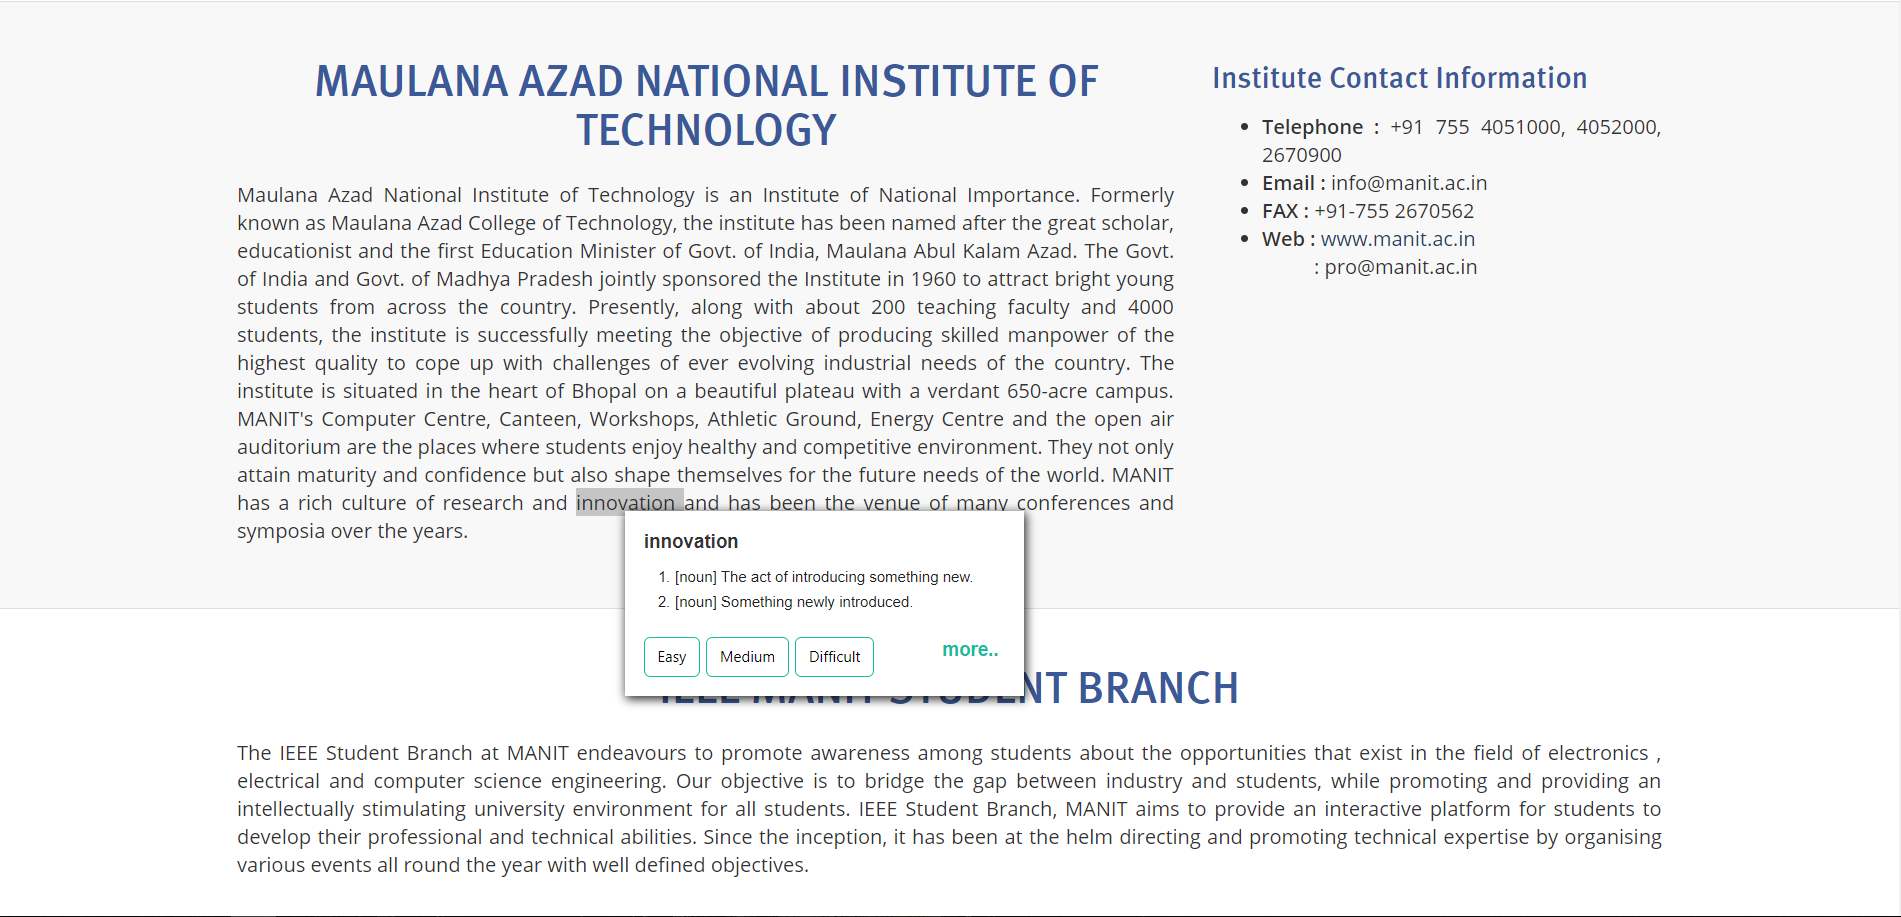 MAULANA AZAD NATIONAL INSTITUTE OF
TECHNOLOGY
Maulana Azad National Institute of Technology is an Institute of National Importance. Formerly
known as Maulana Azad College of Technology, the institute has been named after the great scholar,
educationist and the first Education Minister of Govt. of India, Maulana Abul Kalam Azad. The Govt.
of India and Govt. of Madhya Pradesh jointly sponsored the Institute in 1960 to attract bright young
students from across the country. Presently, along with about 200 teaching faculty and 4000
students, the institute is successfully meeting the objective of producing skilled manpower of the
highest quality to cope up with challenges of ever evolving industrial needs of the country. The
institute is situated in the heart of Bhopal on a beautiful plateau with a verdant 650-acre campus.
MANIT's Computer Centre, Canteen, Workshops, Athletic Ground, Energy Centre and the open air
auditorium are the places where students enjoy healthy and competitive environment. They not only
attain maturity and confidence but also shape themselves for the future needs of the world. MANIT
has a rich culture of research and innovation and has been the venue of many conferences and
symposia over the years.
Institute Contact Information
• Telephone : +91 755 4051000, 4052000,
2670900
• Email : info@manit.ac.in
• FAX : +91-755 2670562
• Web : www.manit.ac.in
: pro@manit.ac.in
innovation
1. [noun] The act of introducing something new.
2. [noun] Something newly introduced.
Easy Medium Difficult more..
IEEE MANIT STUDENT BRANCH
The IEEE Student Branch at MANIT endeavours to promote awareness among students about the opportunities that exist in the field of electronics ,
electrical and computer science engineering. Our objective is to bridge the gap between industry and students, while promoting and providing an
intellectually stimulating university environment for all students. IEEE Student Branch, MANIT aims to provide an interactive platform for students to
develop their professional and technical abilities. Since the inception, it has been at the helm directing and promoting technical expertise by organising
various events all round the year with well defined objectives.